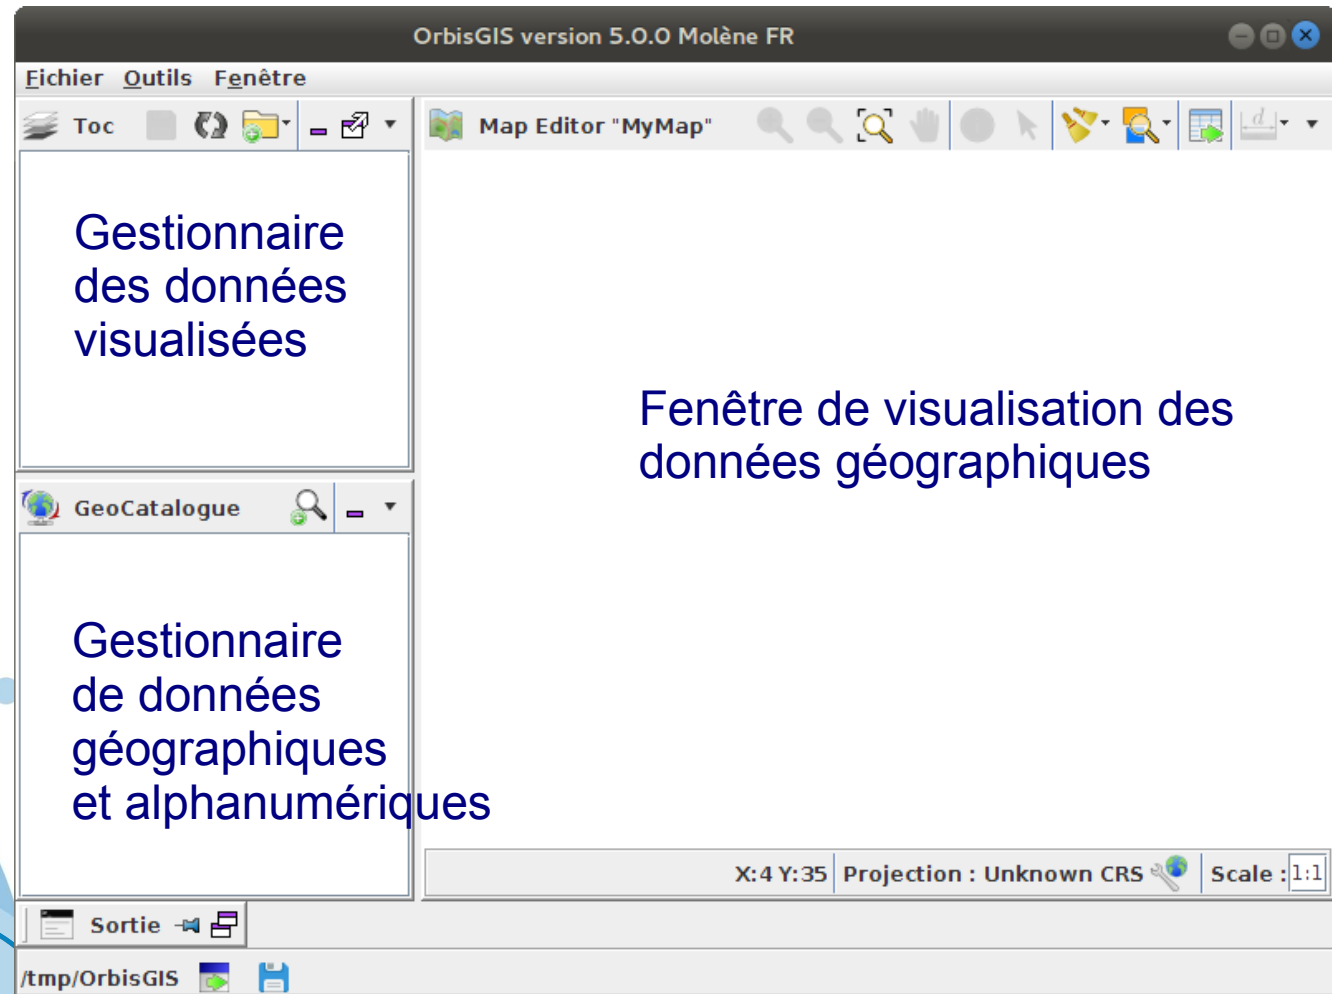 OrbisGIS version 5.0.0 Molène FR
Fichier Outils Fenêtre
Toc
Map Editor "MyMap"
d
Gestionnaire
des données
visualisées
Fenêtre de visualisation des
données géographiques
GeoCatalogue
Gestionnaire
de données
géographiques
et alphanumériques
X:4 Y:35 Projection : Unknown CRS Scale : 1:1
Sortie
/tmp/OrbisGIS